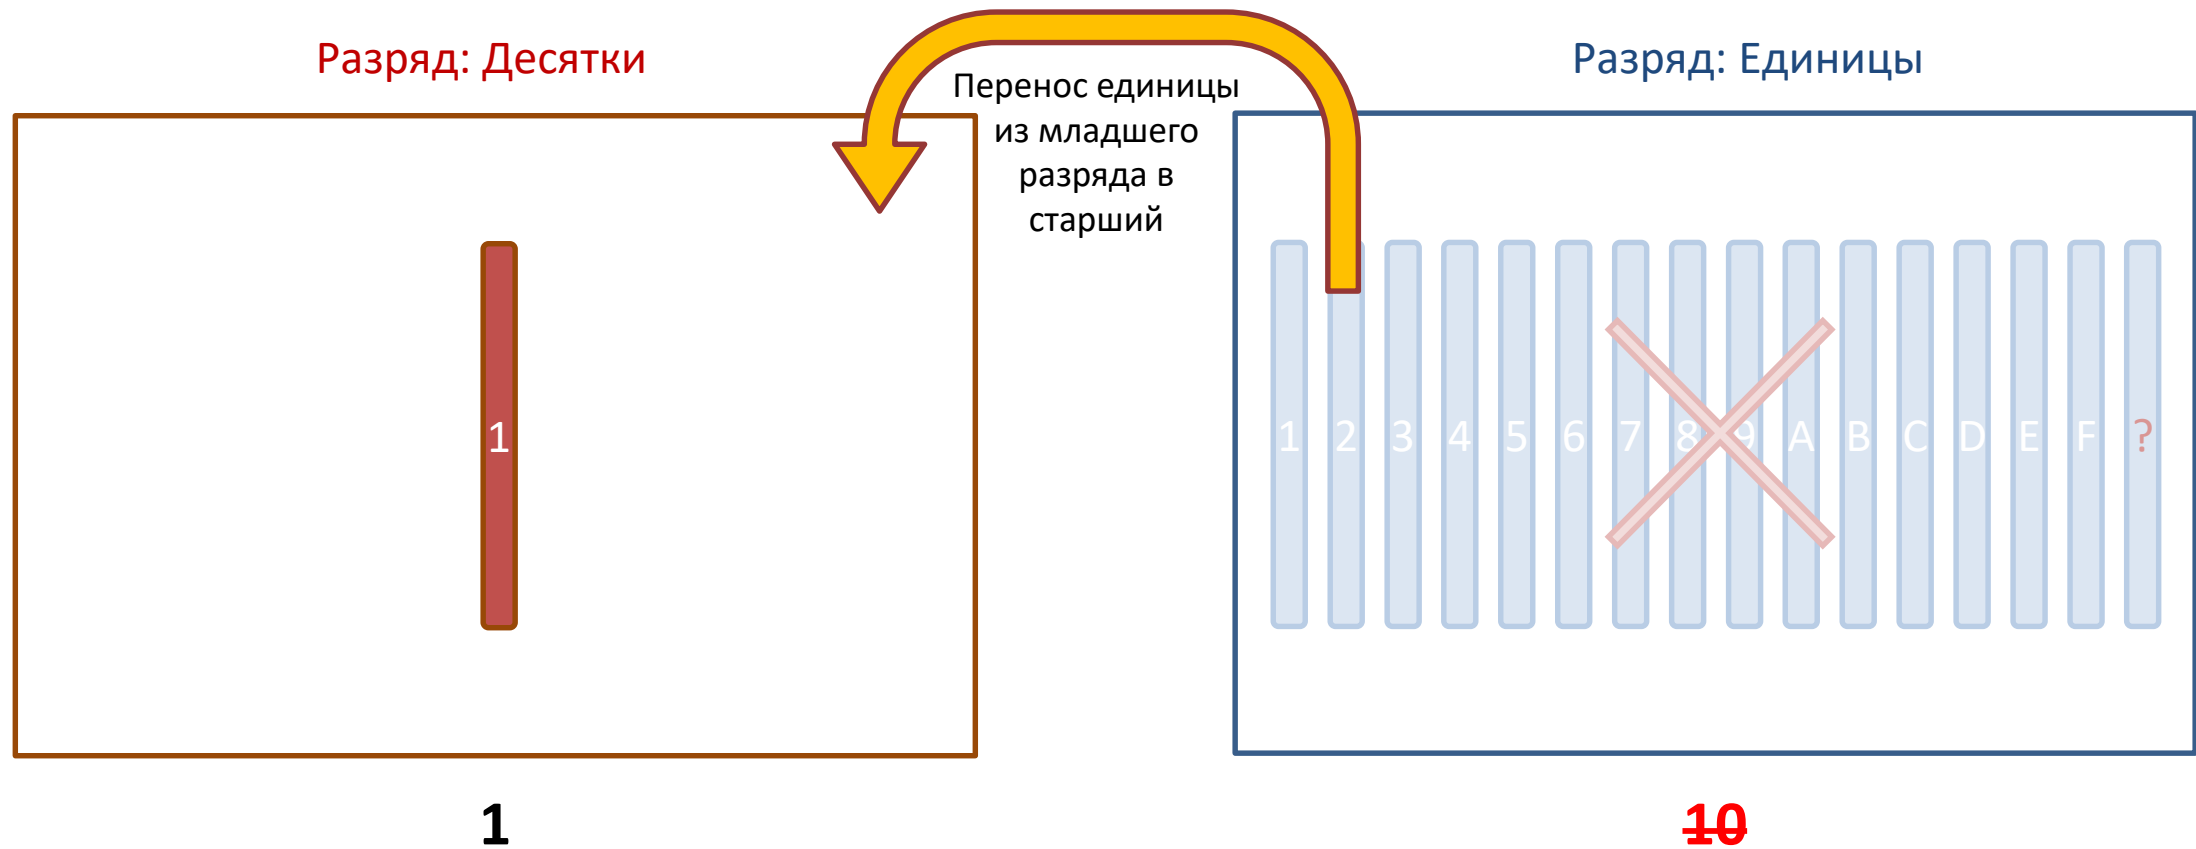 Разряд: Десятки
Перенос единицы
из младшего
разряда в
старший
Разряд: Единицы
1
1 2 3 4 5 6 7 8 9 A B C D E F ?
1
10